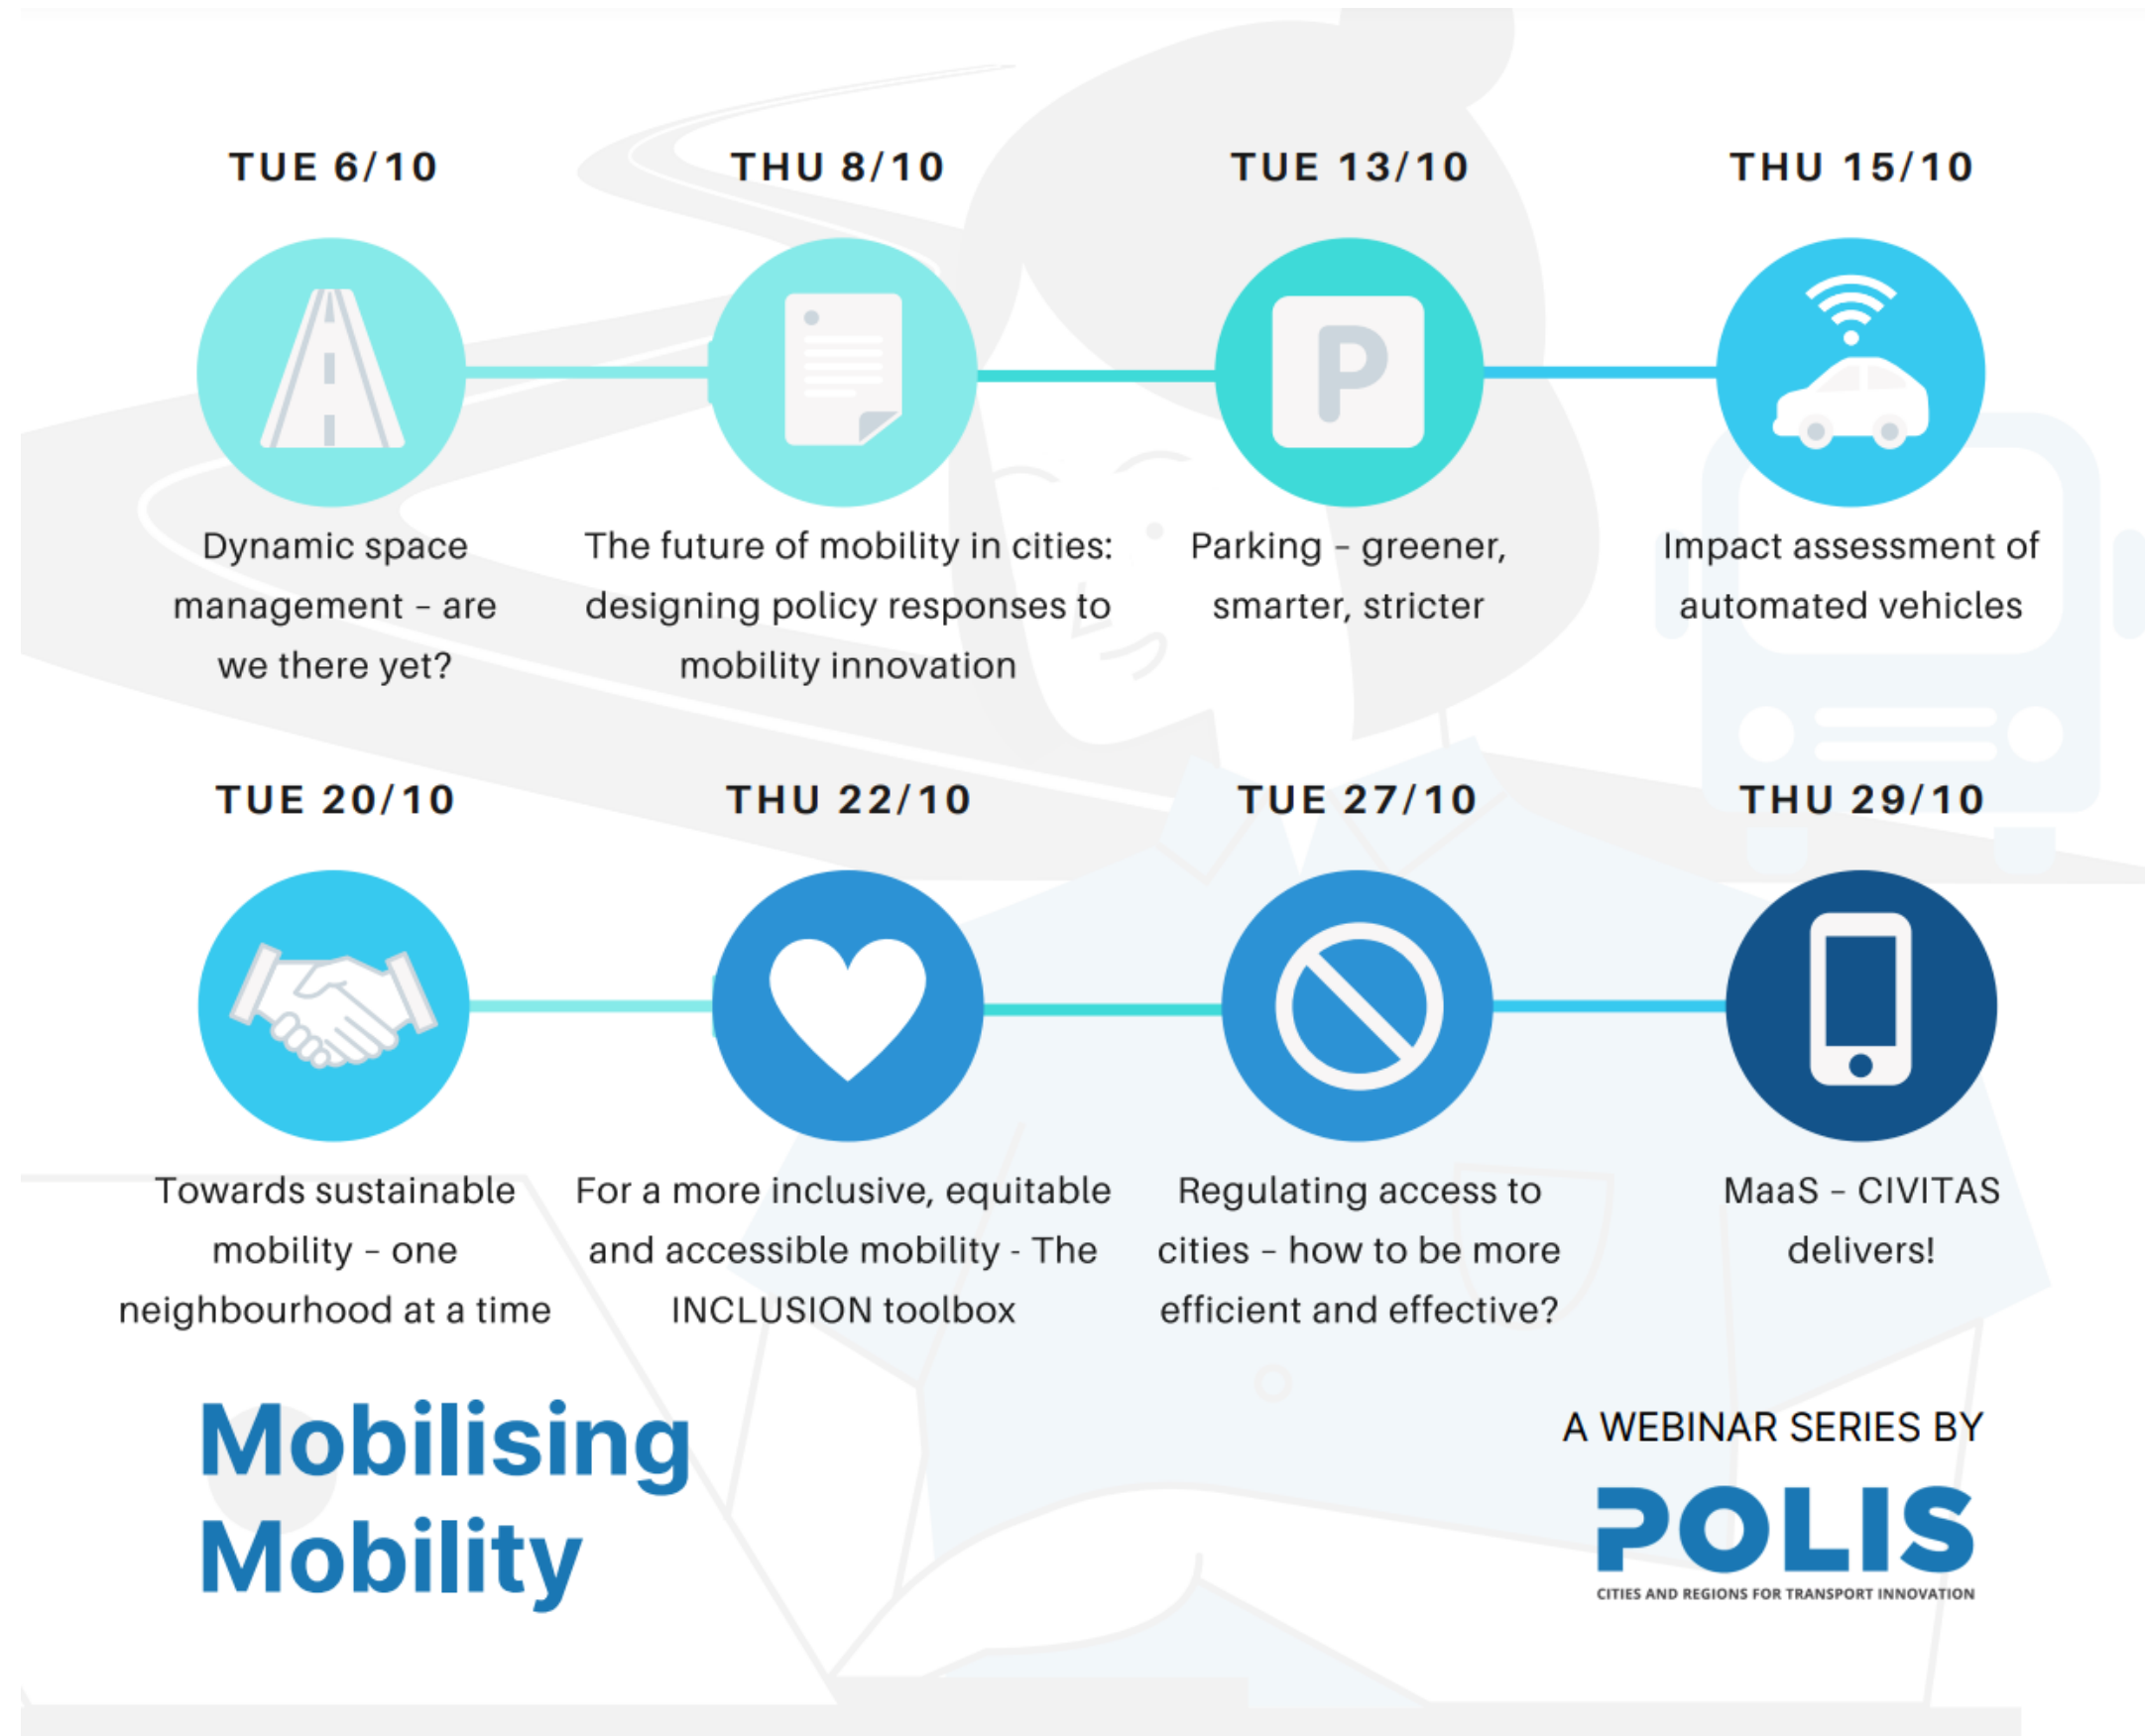 TUE 6/10
THU 8/10
TUE 13/10
THU 15/10
P
Dynamic space
management – are
we there yet?
The future of mobility in cities:
designing policy responses to
mobility innovation
Parking – greener,
smarter, stricter
Impact assessment of
automated vehicles
TUE 20/10
THU 22/10
TUE 27/10
THU 29/10
Towards sustainable
mobility – one
neighbourhood at a time
For a more inclusive, equitable
and accessible mobility - The
INCLUSION toolbox
Regulating access to
cities – how to be more
efficient and effective?
MaaS – CIVITAS
delivers!
Mobilising
Mobility
A WEBINAR SERIES BY
POLIS
CITIES AND REGIONS FOR TRANSPORT INNOVATION